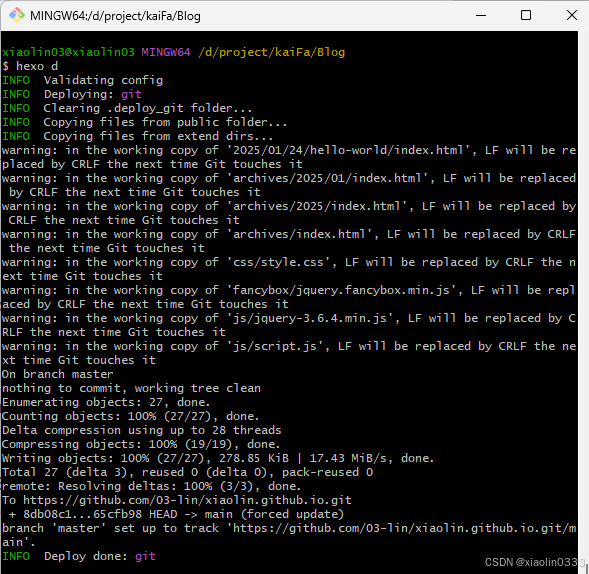 MINGW64:/d/project/kaiFa/Blog
xiaolin03@xiaolin03 MINGW64 /d/project/kaiFa/Blog
$ hexo d
INFO  Validating config
INFO  Deploying: git
INFO  Clearing .deploy_git folder...
INFO  Copying files from public folder...
INFO  Copying files from extend dirs...
warning: in the working copy of '2025/01/24/hello-world/index.html', LF will be re
placed by CRLF the next time Git touches it
warning: in the working copy of 'archives/2025/01/index.html', LF will be replaced
 by CRLF the next time Git touches it
warning: in the working copy of 'archives/2025/index.html', LF will be replaced by
 CRLF the next time Git touches it
warning: in the working copy of 'archives/index.html', LF will be replaced by CRLF
 the next time Git touches it
warning: in the working copy of 'css/style.css', LF will be replaced by CRLF the n
ext time Git touches it
warning: in the working copy of 'fancybox/jquery.fancybox.min.js', LF will be repl
aced by CRLF the next time Git touches it
warning: in the working copy of 'js/jquery-3.6.4.min.js', LF will be replaced by C
RLF the next time Git touches it
warning: in the working copy of 'js/script.js', LF will be replaced by CRLF the ne
xt time Git touches it
On branch master
nothing to commit, working tree clean
Enumerating objects: 27, done.
Counting objects: 100% (27/27), done.
Delta compression using up to 28 threads
Compressing objects: 100% (19/19), done.
Writing objects: 100% (27/27), 278.85 KiB | 17.43 MiB/s, done.
Total 27 (delta 3), reused 0 (delta 0), pack-reused 0
remote: Resolving deltas: 100% (3/3), done.
To https://github.com/03-lin/xiaolin.github.io.git
 + 8db08c1...65cfb98 HEAD -> main (forced update)
branch 'master' set up to track 'https://github.com/03-lin/xiaolin.github.io.git/m
ain'.
INFO  Deploy done: git
CSDN @xiaolin0333